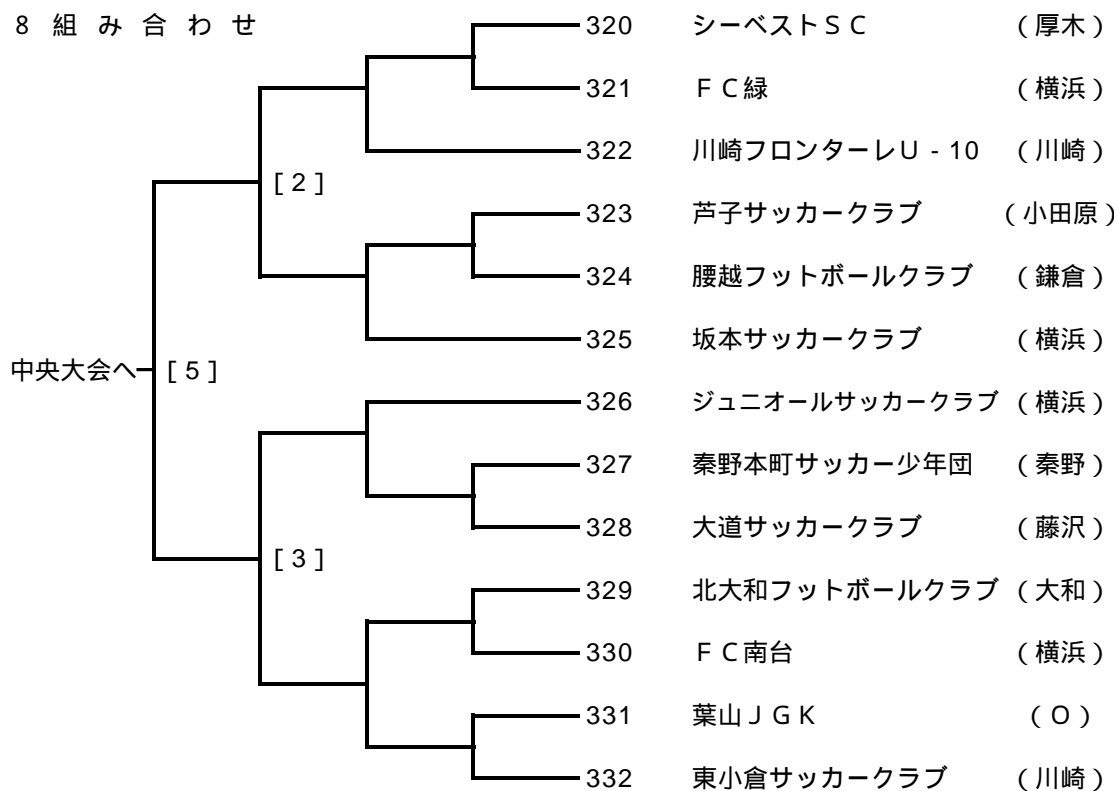 8 組 み 合 わ せ
320 シーベストSC (厚木)
321 FC緑 (横浜)
322 川崎フロンターレU-10 (川崎)
[2]
323 芦子サッカークラブ (小田原)
324 腰越フットボールクラブ (鎌倉)
325 坂本サッカークラブ (横浜)
中央大会へ [5]
326 ジュニオールサッカークラブ (横浜)
327 秦野本町サッカー少年団 (秦野)
328 大道サッカークラブ (藤沢)
[3]
329 北大和フットボールクラブ (大和)
330 FC南台 (横浜)
331 葉山JGK (O)
332 東小倉サッカークラブ (川崎)